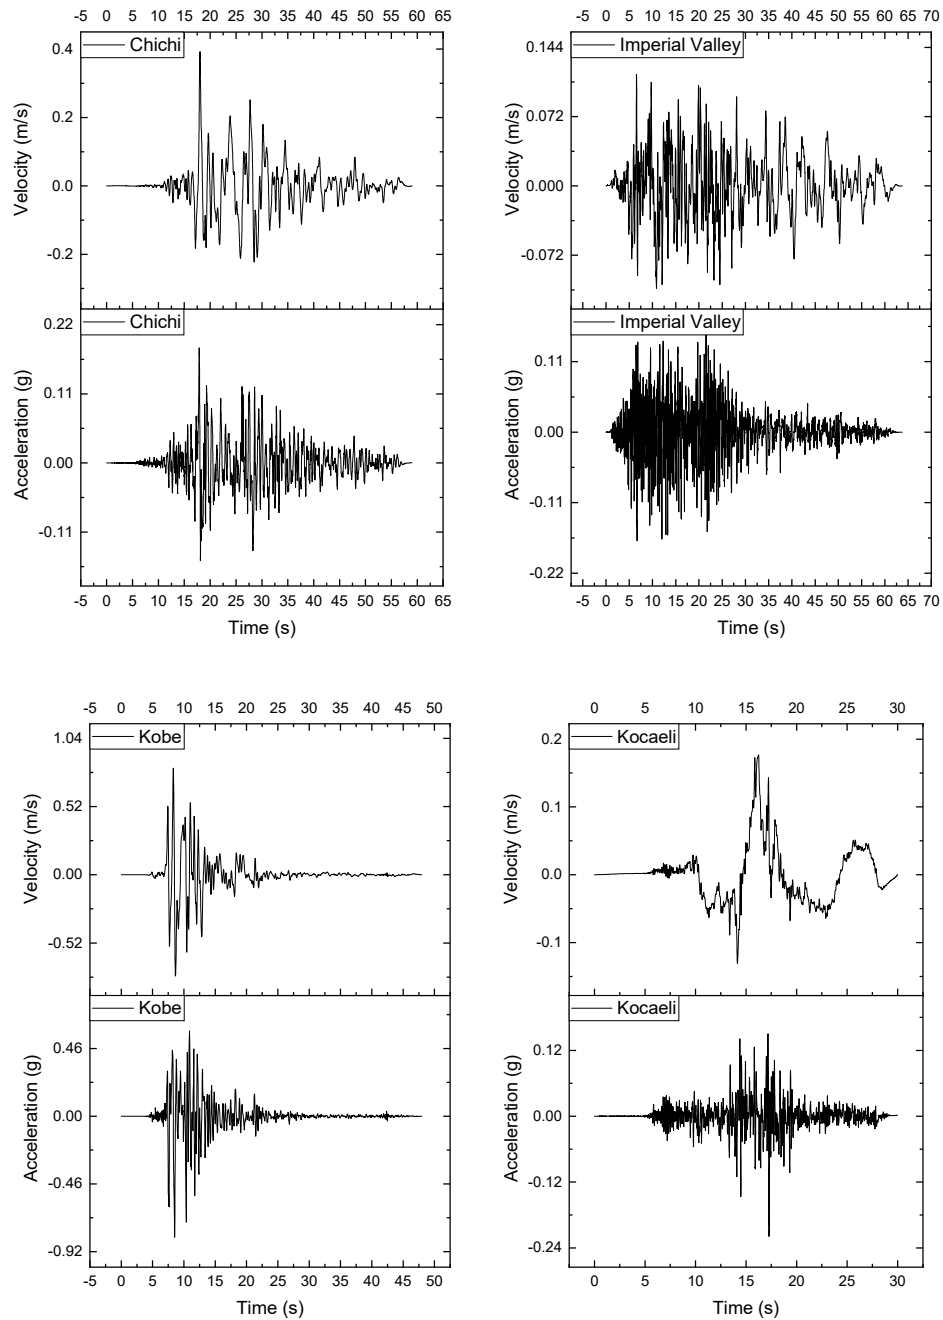 -5 0 5 10 15 20 25 30 35 40 45 50 55 60 65
Chichi
0.4
0.2
0.0
-0.2
Velocity (m/s)
Chichi
0.22
0.11
0.00
-0.11
Acceleration (g)
-5 0 5 10 15 20 25 30 35 40 45 50 55 60 65
Time (s)
-5 0 5 10 15 20 25 30 35 40 45 50 55 60 65 70
Imperial Valley
0.144
0.072
0.000
-0.072
Velocity (m/s)
Imperial Valley
0.11
0.00
-0.11
-0.22
Acceleration (g)
-5 0 5 10 15 20 25 30 35 40 45 50 55 60 65 70
Time (s)
-5 0 5 10 15 20 25 30 35 40 45 50
Kobe
1.04
0.52
0.00
-0.52
Velocity (m/s)
Kobe
0.46
0.00
-0.46
-0.92
Acceleration (g)
-5 0 5 10 15 20 25 30 35 40 45 50
Time (s)
0 5 10 15 20 25 30
Kocaeli
0.2
0.1
0.0
-0.1
Velocity (m/s)
Kocaeli
0.12
0.00
-0.12
-0.24
Acceleration (g)
0 5 10 15 20 25 30
Time (s)